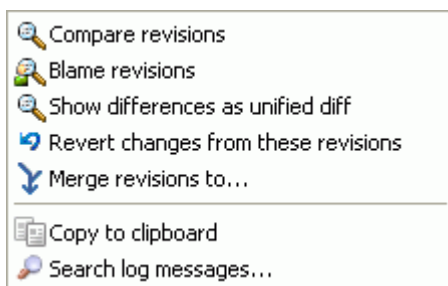 Compare revisions
Blame revisions
Show differences as unified diff
Revert changes from these revisions
Merge revisions to...
Copy to clipboard
Search log messages...